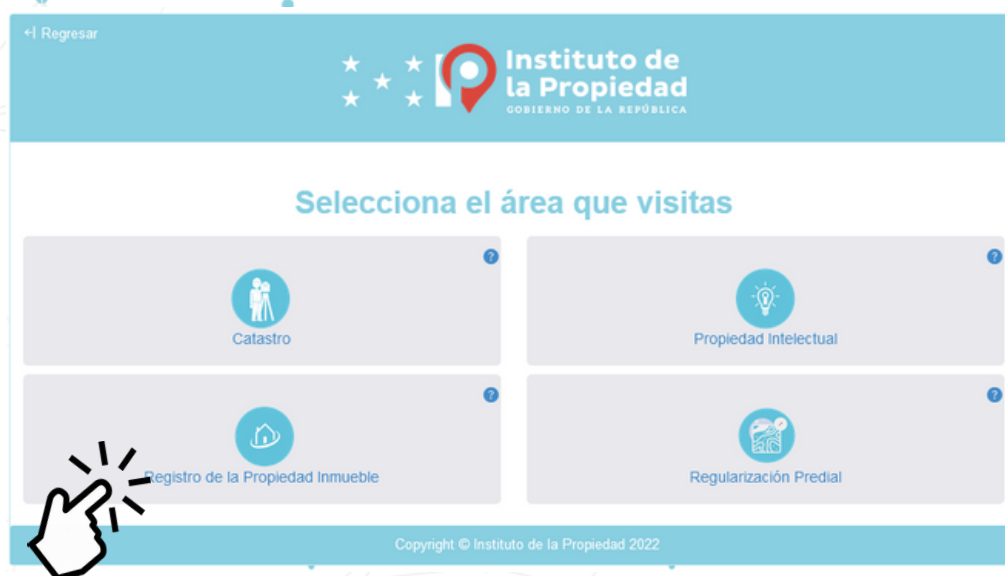 Regresar
Instituto de
la Propiedad
GOBIERNO DE LA REPÚBLICA
Selecciona el área que visitas
?
?
Catastro
Propiedad Intelectual
?
?
Registro de la Propiedad Inmueble
Regularización Predial
Copyright © Instituto de la Propiedad 2022